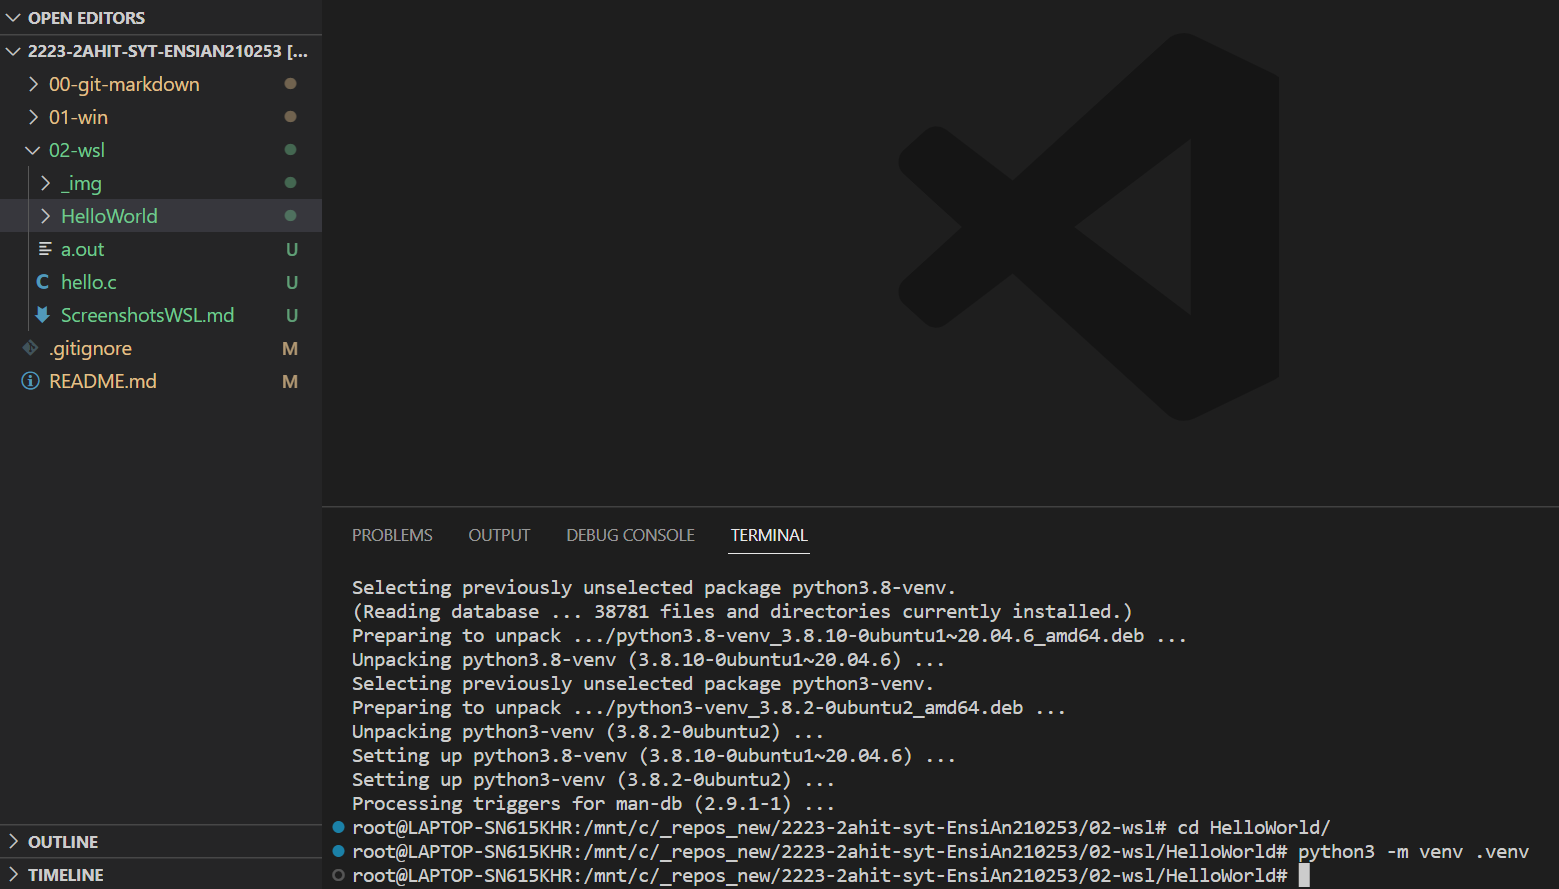 OPEN EDITORS
2223-2AHIT-SYT-ENSIAN210253 [...
00-git-markdown
01-win
02-wsl
_img
HelloWorld
a.out U
C hello.c U
ScreenshotsWSL.md U
.gitignore M
README.md M
OUTLINE
TIMELINE
PROBLEMS OUTPUT DEBUG CONSOLE TERMINAL
Selecting previously unselected package python3.8-venv.
(Reading database ... 38781 files and directories currently installed.)
Preparing to unpack .../python3.8-venv_3.8.10-0ubuntu1~20.04.6_amd64.deb ...
Unpacking python3.8-venv (3.8.10-0ubuntu1~20.04.6) ...
Selecting previously unselected package python3-venv.
Preparing to unpack .../python3-venv_3.8.2-0ubuntu2_amd64.deb ...
Unpacking python3-venv (3.8.2-0ubuntu2) ...
Setting up python3.8-venv (3.8.10-0ubuntu1~20.04.6) ...
Setting up python3-venv (3.8.2-0ubuntu2) ...
Processing triggers for man-db (2.9.1-1) ...
root@LAPTOP-SN615KHR:/mnt/c/_repos_new/2223-2ahit-syt-EnsiAn210253/02-wsl# cd HelloWorld/
root@LAPTOP-SN615KHR:/mnt/c/_repos_new/2223-2ahit-syt-EnsiAn210253/02-wsl/HelloWorld# python3 -m venv .venv
root@LAPTOP-SN615KHR:/mnt/c/_repos_new/2223-2ahit-syt-EnsiAn210253/02-wsl/HelloWorld#